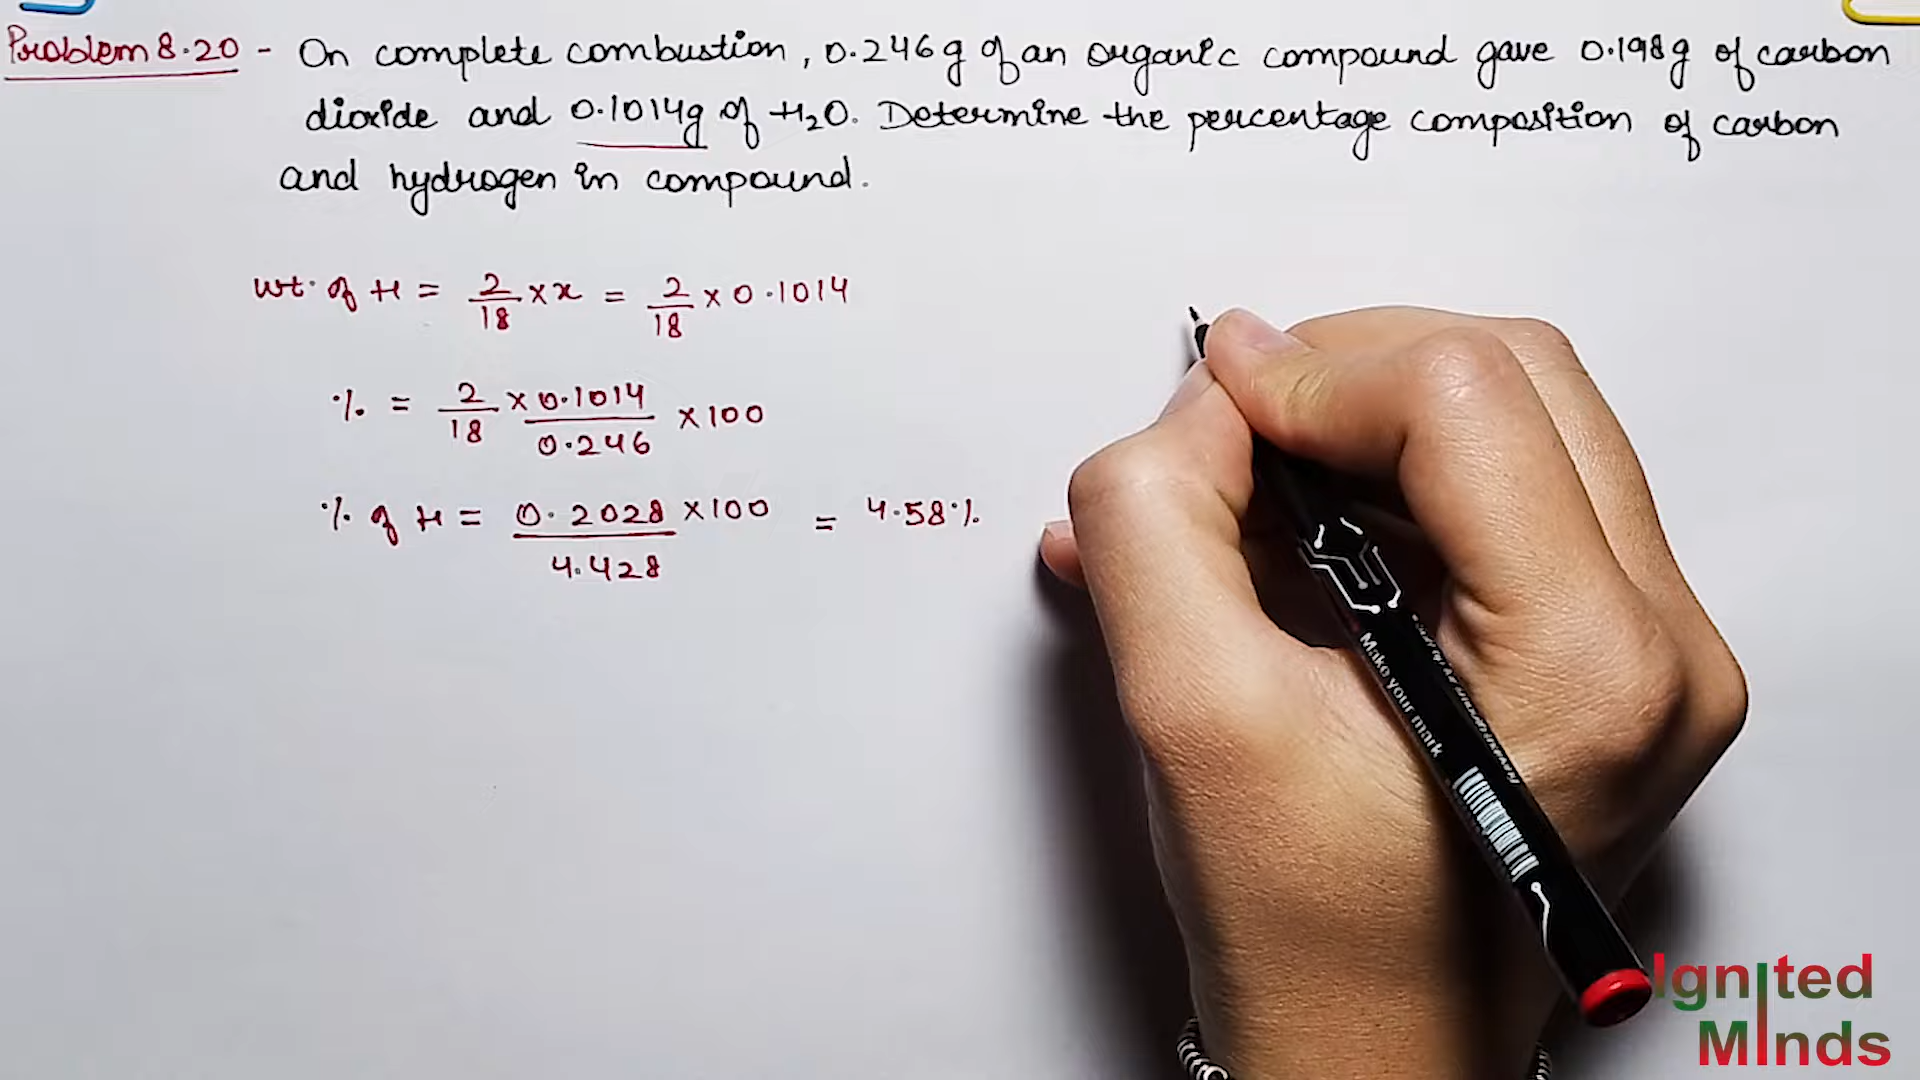 Problem 8.20 - On complete combustion, 0.246g of an organic compound gave 0.198g of carbon
dioxide and 0.1014g of H₂O. Determine the percentage composition of carbon
and hydrogen in compound.
wt. of H = 2/18 × x = 2/18 × 0.1014
% = 2/18 × 0.1014/0.246 × 100
% of H = 0.2028/4.428 × 100 = 4.58%
Make your mark
Ignited
Minds